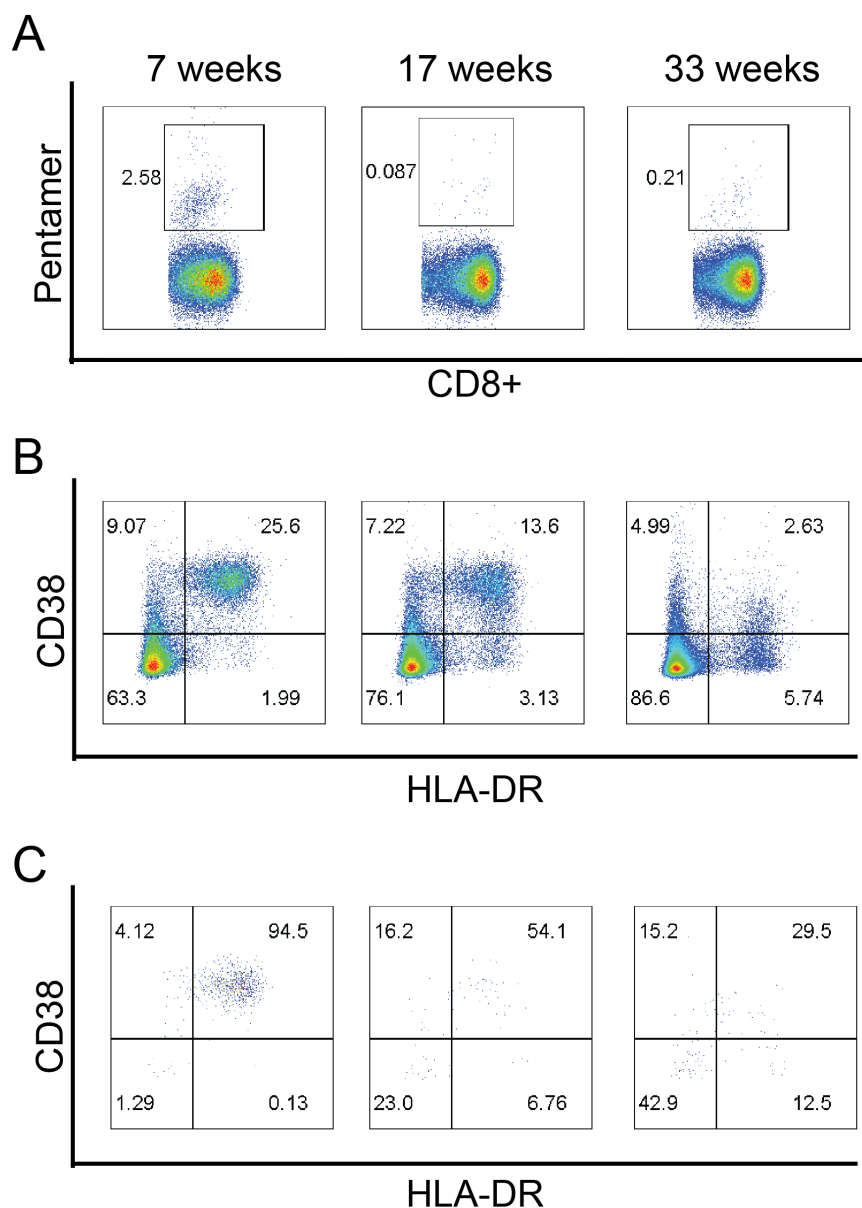 A
7 weeks 17 weeks 33 weeks
Pentamer
2.58 0.087 0.21
CD8+
B
CD38
9.07 25.6 7.22 13.6 4.99 2.63
63.3 1.99 76.1 3.13 86.6 5.74
HLA-DR
C
CD38
4.12 94.5 16.2 54.1 15.2 29.5
1.29 0.13 23.0 6.76 42.9 12.5
HLA-DR